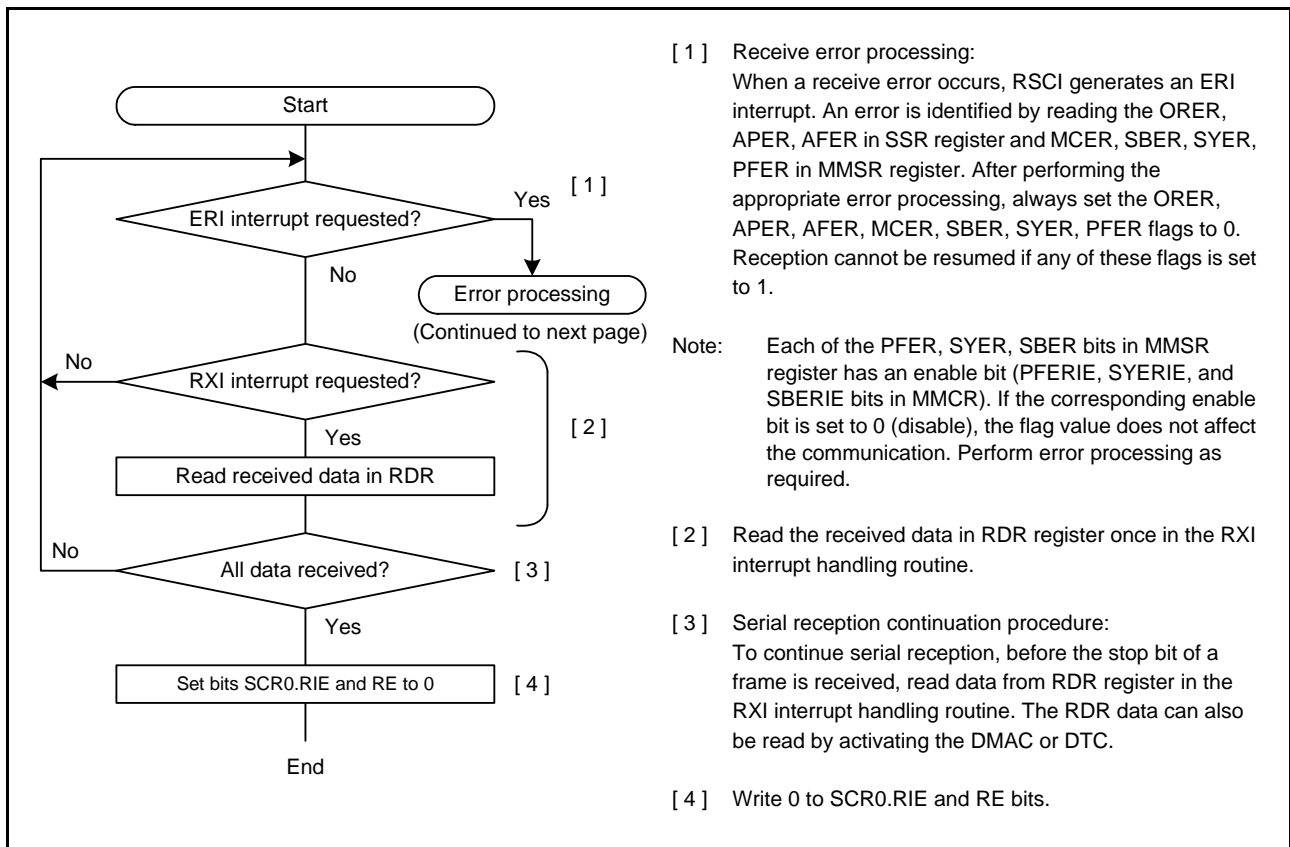 Start
ERI interrupt requested?
Yes
[ 1 ]
No
Error processing
(Continued to next page)
No
RXI interrupt requested?
[ 2 ]
Yes
Read received data in RDR
No
All data received?
[ 3 ]
Yes
Set bits SCR0.RIE and RE to 0
[ 4 ]
End
[ 1 ] Receive error processing:
When a receive error occurs, RSCI generates an ERI
interrupt. An error is identified by reading the ORER,
APER, AFER in SSR register and MCER, SBER, SYER,
PFER in MMSR register. After performing the
appropriate error processing, always set the ORER,
APER, AFER, MCER, SBER, SYER, PFER flags to 0.
Reception cannot be resumed if any of these flags is set
to 1.
Note: Each of the PFER, SYER, SBER bits in MMSR
register has an enable bit (PFERIE, SYERIE, and
SBERIE bits in MMCR). If the corresponding enable
bit is set to 0 (disable), the flag value does not affect
the communication. Perform error processing as
required.
[ 2 ] Read the received data in RDR register once in the RXI
interrupt handling routine.
[ 3 ] Serial reception continuation procedure:
To continue serial reception, before the stop bit of a
frame is received, read data from RDR register in the
RXI interrupt handling routine. The RDR data can also
be read by activating the DMAC or DTC.
[ 4 ] Write 0 to SCR0.RIE and RE bits.